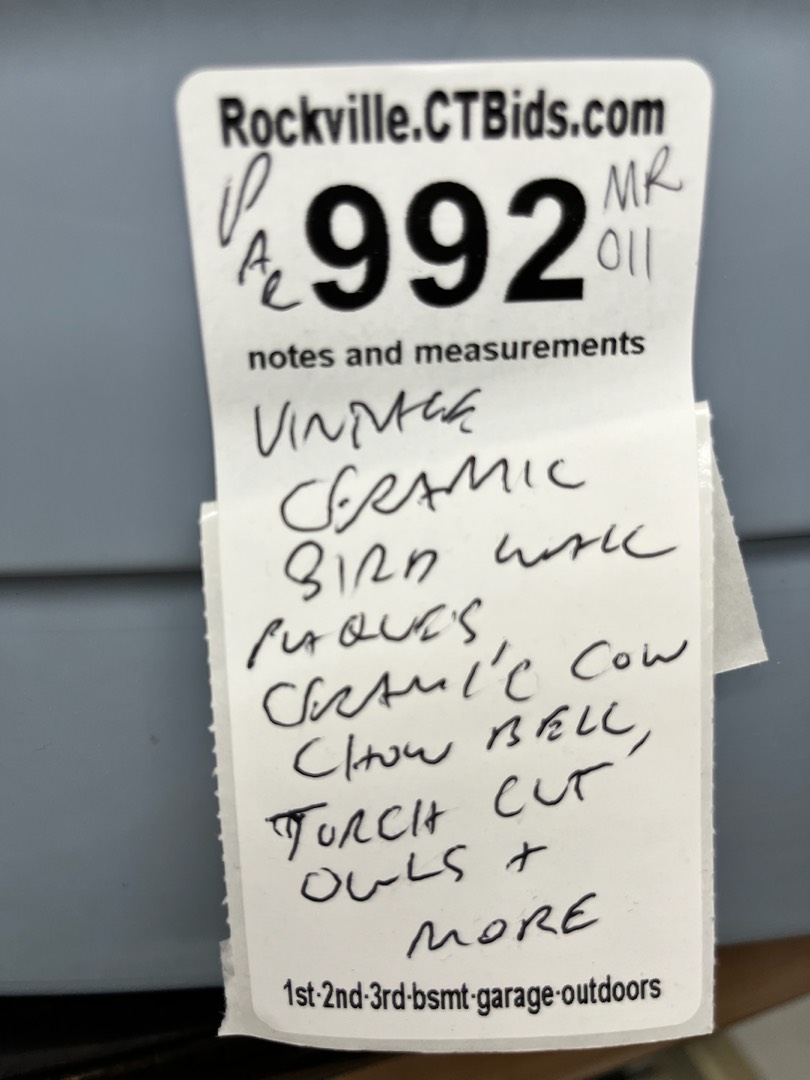 Rockville.CTBids.com
992
MR
011
notes and measurements
VINTAGE
CERAMIC
BIRD WALL
PLAQUES,
CERAMIC COW
CHOW BELL,
TORCH CUT
OWLS +
MORE
1st·2nd·3rd·bsmt·garage·outdoors